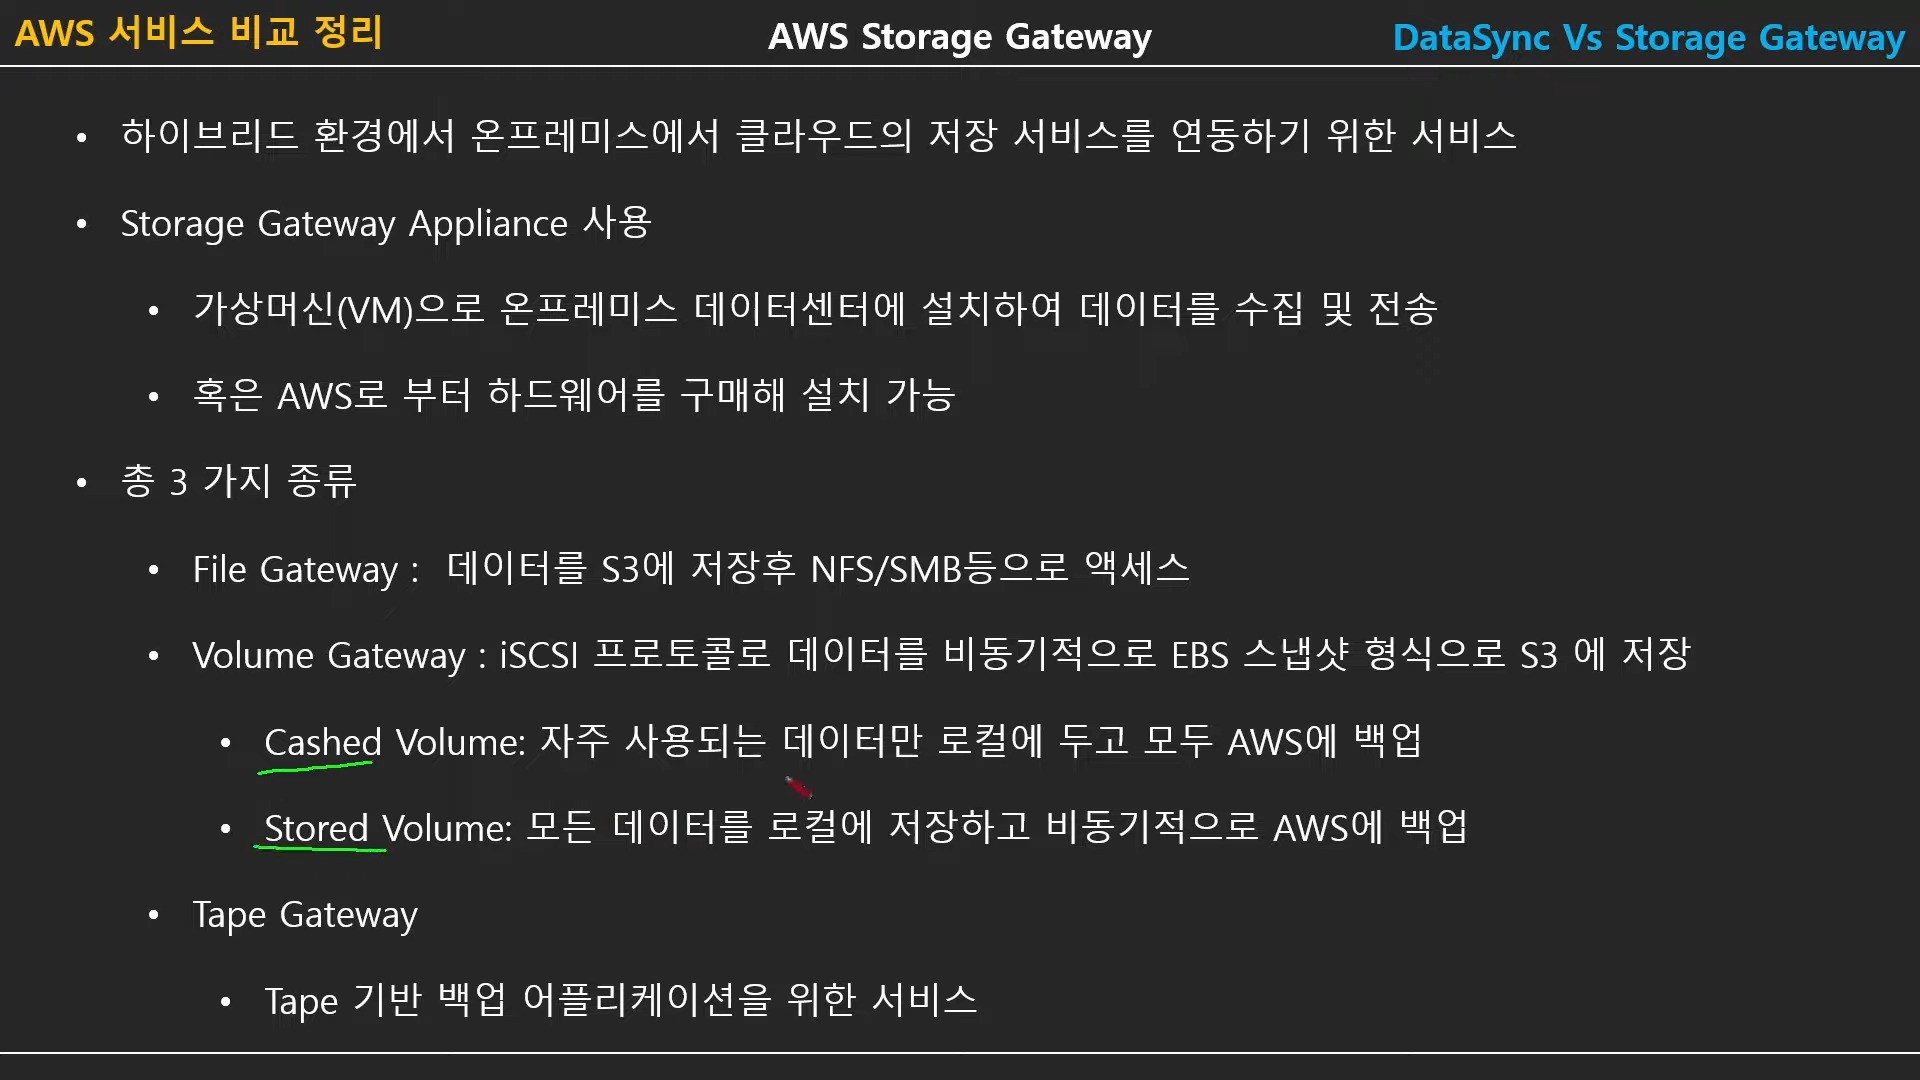 AWS 서비스 비교 정리
AWS Storage Gateway
DataSync Vs Storage Gateway
• 하이브리드 환경에서 온프레미스에서 클라우드의 저장 서비스를 연동하기 위한 서비스
• Storage Gateway Appliance 사용
• 가상머신(VM)으로 온프레미스 데이터센터에 설치하여 데이터를 수집 및 전송
• 혹은 AWS로 부터 하드웨어를 구매해 설치 가능
• 총 3 가지 종류
• File Gateway : 데이터를 S3에 저장후 NFS/SMB등으로 액세스
• Volume Gateway : iSCSI 프로토콜로 데이터를 비동기적으로 EBS 스냅샷 형식으로 S3 에 저장
• Cashed Volume: 자주 사용되는 데이터만 로컬에 두고 모두 AWS에 백업
• Stored Volume: 모든 데이터를 로컬에 저장하고 비동기적으로 AWS에 백업
• Tape Gateway
• Tape 기반 백업 어플리케이션을 위한 서비스